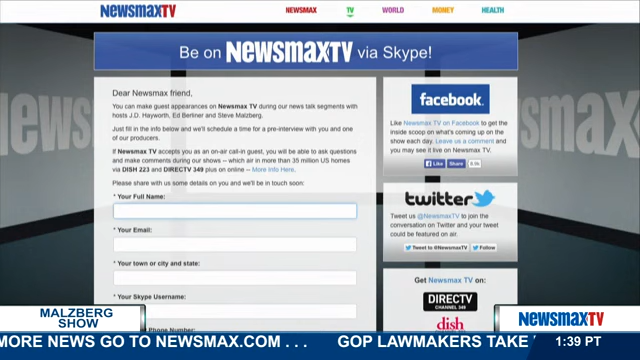 NEWSMAXTV
NEWSMAX TV WORLD MONEY HEALTH
Be on NEWSMAXTV via Skype!
Dear Newsmax friend,
You can make guest appearances on Newsmax TV during our news talk segments with
hosts J.D. Hayworth, Ed Berliner and Steve Malzberg.
Just fill in the info below and we'll schedule a time for a pre-interview with you and one
of our producers.
If Newsmax TV accepts you as an on-air call-in guest, you will be able to ask questions
and make comments during our shows -- which air in more than 35 million US homes
via DISH 223 and DIRECTV 349 plus on online -- More Info Here.
Please share with us some details on you and we'll be in touch soon:
* Your Full Name:
* Your Email:
* Your town or city and state:
* Your Skype Username:
Phone Number:
facebook
Like Newsmax TV on Facebook to get the
inside scoop on what's coming up on the
show each day. Leave us a comment and
you may see it live on Newsmax TV.
Like Share
twitter
Tweet us @NewsmaxTV to join the
conversation on Twitter and your tweet
could be featured on air.
Tweet to @NewsmaxTV Follow
Get Newsmax TV on:
DIRECTV
CHANNEL 349
dish
news
smax
MALZBERG
SHOW
NEWSMAXTV
MORE NEWS GO TO NEWSMAX.COM . . . GOP LAWMAKERS TAKE
1:39 PT